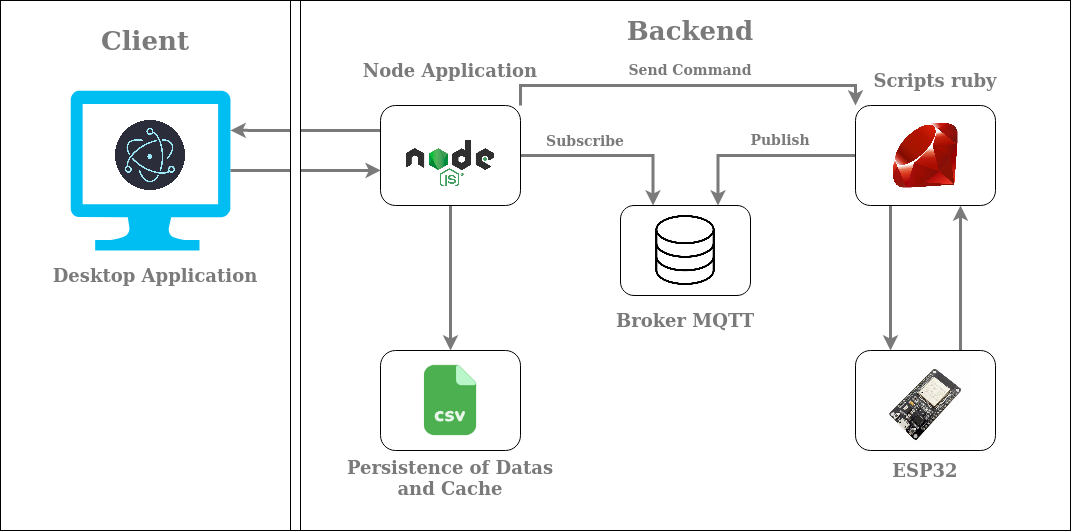 Client
Backend
Node Application
Send Command
Scripts ruby
node
JS
Subscribe
Publish
Desktop Application
Broker MQTT
CSV
Persistence of Datas
and Cache
ESP32